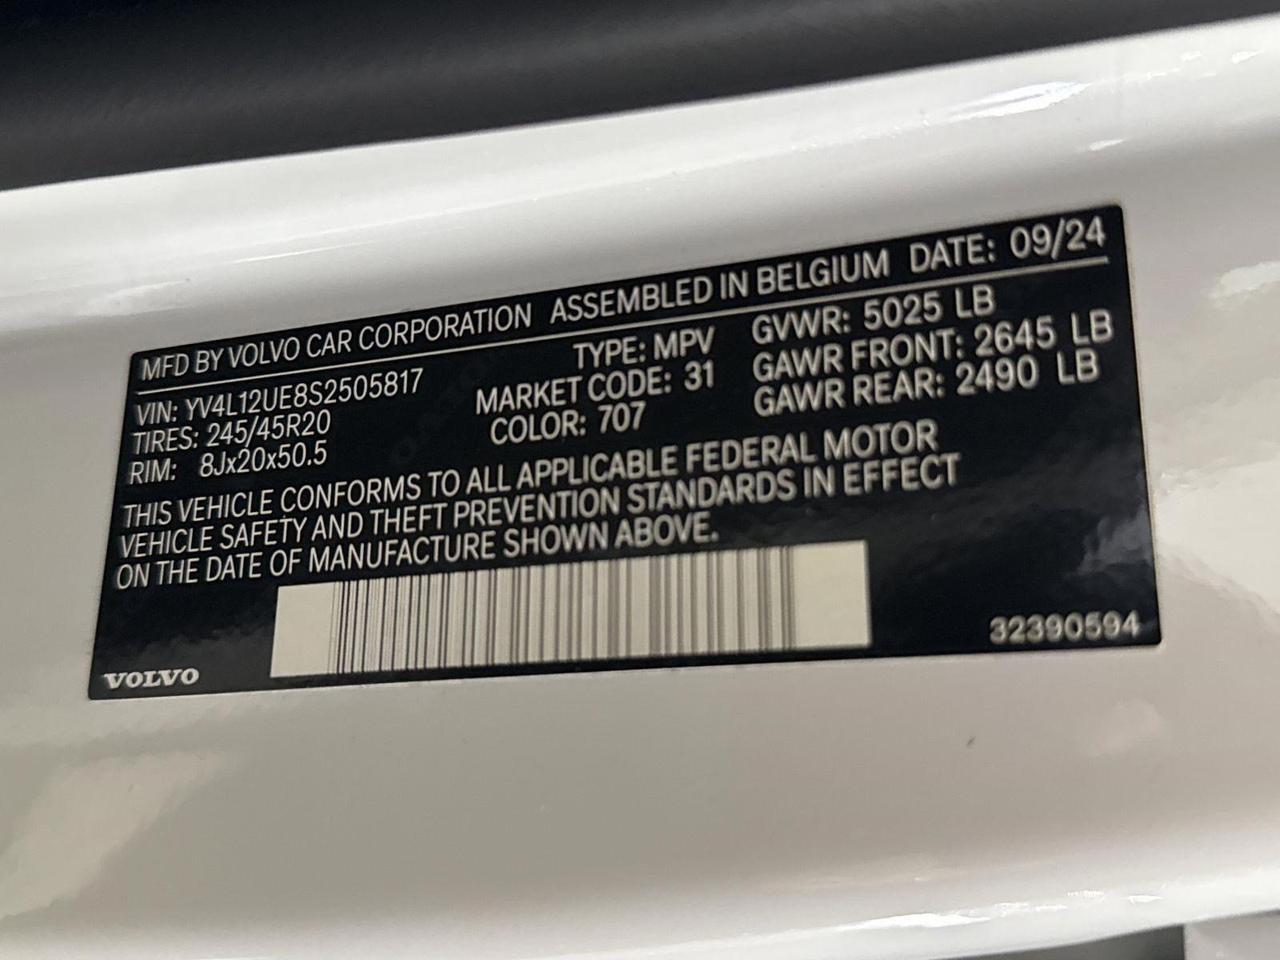 MFD BY VOLVO CAR CORPORATION ASSEMBLED IN BELGIUM DATE: 09/24
VIN: YV4L12UE8S2505817 TYPE: MPV GVWR: 5025 LB
TIRES: 245/45R20 MARKET CODE: 31 GAWR FRONT: 2645 LB
RIM: 8Jx20x50.5 COLOR: 707 GAWR REAR: 2490 LB
THIS VEHICLE CONFORMS TO ALL APPLICABLE FEDERAL MOTOR
VEHICLE SAFETY AND THEFT PREVENTION STANDARDS IN EFFECT
ON THE DATE OF MANUFACTURE SHOWN ABOVE.
VOLVO 32390594